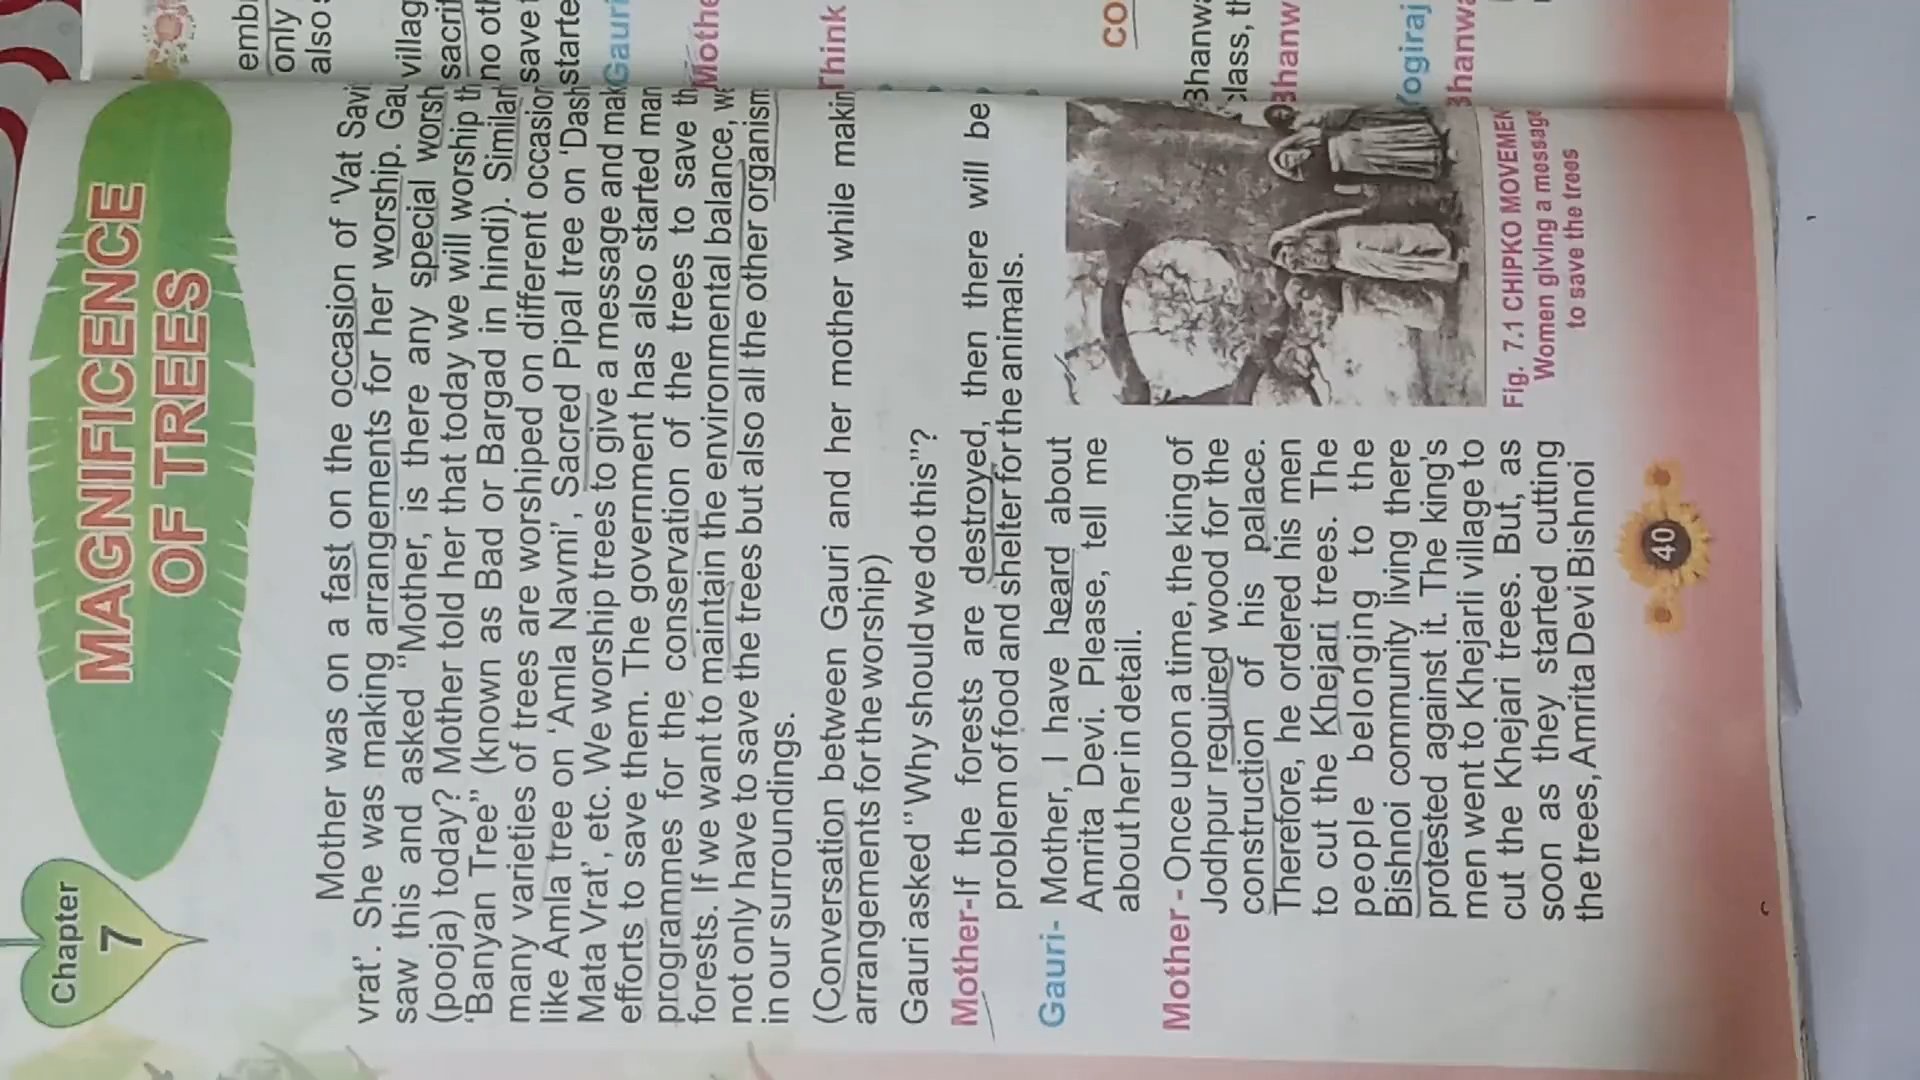 Chapter
7
MAGNIFICENCE
OF TREES
Mother was on a fast on the occasion of 'Vat Savi
vrat'. She was making arrangements for her worship. Gau
saw this and asked "Mother, is there any special worsh
(pooja) today? Mother told her that today we will worship th
'Banyan Tree" (known as Bad or Bargad in hindi). Similar
many varieties of trees are worshiped on different occasion
like Amla tree on 'Amla Navmi', Sacred Pipal tree on 'Dash
Mata Vrat', etc. We worship trees to give a message and mak
efforts to save them. The government has also started man
programmes for the conservation of the trees to save th
forests. If we want to maintain the environmental balance, we
not only have to save the trees but also all the other organism
in our surroundings.
(Conversation between Gauri and her mother while makin
arrangements for the worship)
Gauri asked "Why should we do this"?
Mother-If the forests are destroyed, then there will be
problem of food and shelter for the animals.
Gauri- Mother, I have heard about
Amrita Devi. Please, tell me
about her in detail.
Mother - Once upon a time, the king of
Jodhpur required wood for the
construction of his palace.
Therefore, he ordered his men
to cut the Khejari trees. The
people belonging to the
Bishnoi community living there
protested against it. The king's
men went to Khejarli village to
cut the Khejari trees. But, as
soon as they started cutting
the trees, Amrita Devi Bishnoi
Fig. 7.1 CHIPKO MOVEMEN
Women giving a message
to save the trees
40
emb
only
also
villag
sacrif
no oth
save t
starte
Gauri
Mothe
Think
CO
Bhanwa
class, th
Bhanw
Yogiraj
Bhanwa